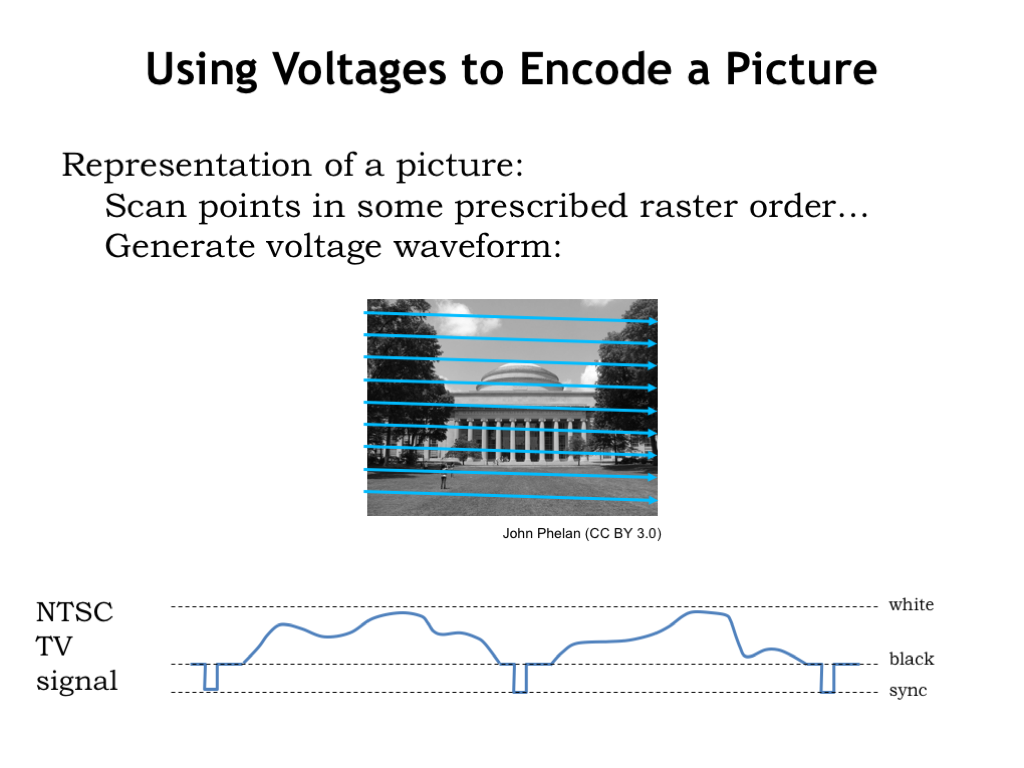 Using Voltages to Encode a Picture
Representation of a picture:
Scan points in some prescribed raster order…
Generate voltage waveform:
John Phelan (CC BY 3.0)
NTSC
TV
signal
white
black
sync